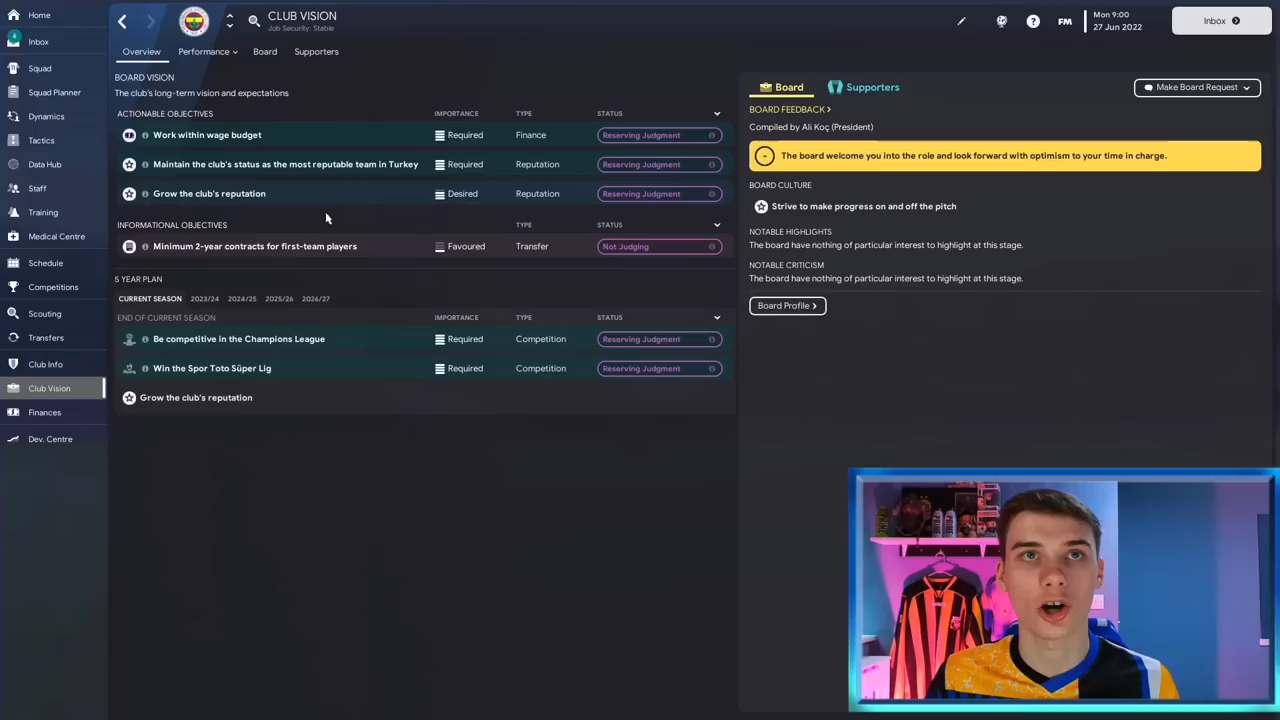 Home
Inbox
6
Squad
Squad Planner
Dynamics
Tactics
Data Hub
Staff
Training
Medical Centre
Schedule
Competitions
Scouting
Transfers
Club Info
Club Vision
Finances
Dev. Centre
CLUB VISION
Job Security: Stable
FM
Mon 9:00
27 Jun 2022
Inbox
Overview
Performance
Board
Supporters
BOARD VISION
The club's long-term vision and expectations
ACTIONABLE OBJECTIVES IMPORTANCE TYPE STATUS
Work within wage budget Required Finance Reserving Judgment
Maintain the club's status as the most reputable team in Turkey Required Reputation Reserving Judgment
Grow the club's reputation Desired Reputation Reserving Judgment
INFORMATIONAL OBJECTIVES TYPE STATUS
Minimum 2-year contracts for first-team players Favoured Transfer Not Judging
5 YEAR PLAN
CURRENT SEASON 2023/24 2024/25 2025/26 2026/27
END OF CURRENT SEASON IMPORTANCE TYPE STATUS
Be competitive in the Champions League Required Competition Reserving Judgment
Win the Spor Toto Süper Lig Required Competition Reserving Judgment
Grow the club's reputation
Board
Supporters
Make Board Request
BOARD FEEDBACK
Compiled by Ali Koç (President)
The board welcome you into the role and look forward with optimism to your time in charge.
BOARD CULTURE
Strive to make progress on and off the pitch
NOTABLE HIGHLIGHTS
The board have nothing of particular interest to highlight at this stage.
NOTABLE CRITICISM
The board have nothing of particular interest to highlight at this stage.
Board Profile